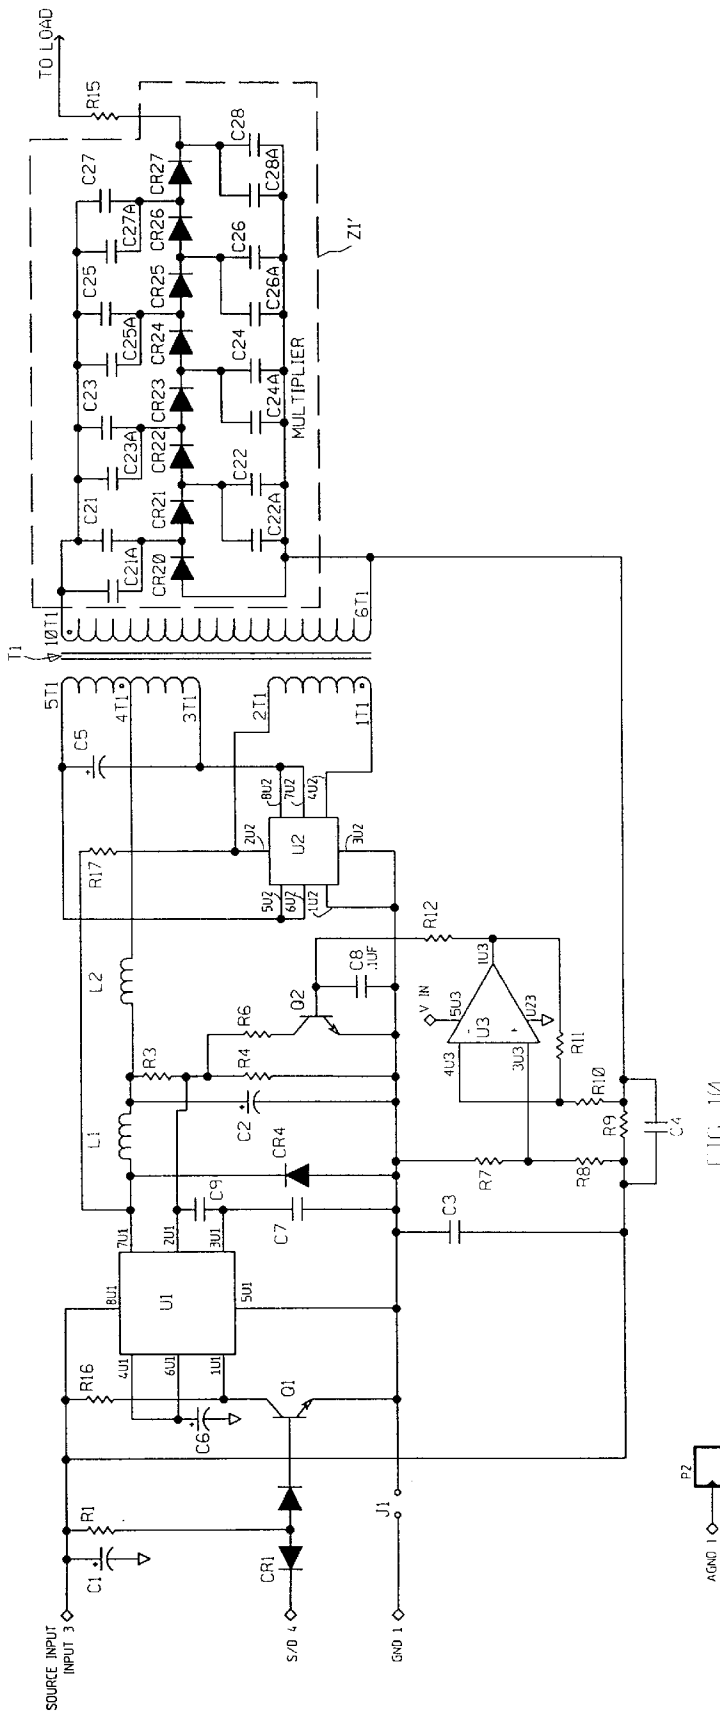 SOURCE INPUT
INPUT 3
C1
+
R1
CR1
S/D 4
GND 1
J1
R16
C6
+
Q1
4U1
6U1
1U1
8U1
U1
5U1
7U1
2U1
3U1
C9
C7
CR4
L1
C2
+
R3
R4
R6
Q2
L2
C8
.1UF
R17
C5
+
5U2
6U2
1U2
2U2
U2
3U2
8U2
7U2
4U2
C3
R7
R8
R9
C4
R10
R11
R12
V IN
5U3
4U3
3U3
U3
-
+
1U3
UZ3
T1
5T1
4T1
3T1
2T1
1T1
10T1
6T1
C21
C21A
C23
C23A
C25
C25A
C27
C27A
CR20
CR21
CR22
CR23
CR24
CR25
CR26
CR27
C22A
C22
C24A
C24
C26A
C26
C28A
C28
MULTIPLIER
Z1'
R15
TO LOAD
P2
AGND 1